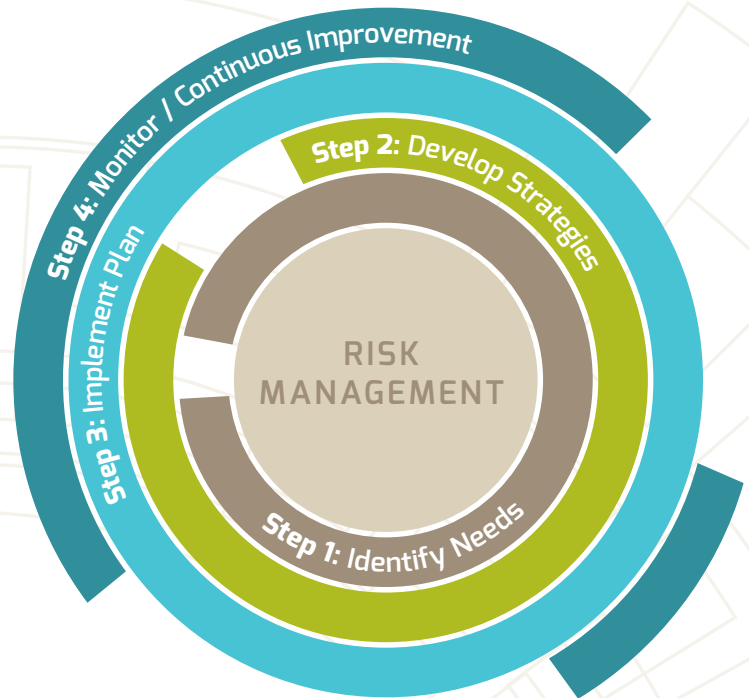 RISK
MANAGEMENT
Step 1: Identify Needs
Step 2: Develop Strategies
Step 3: Implement Plan
Step 4: Monitor / Continuous Improvement